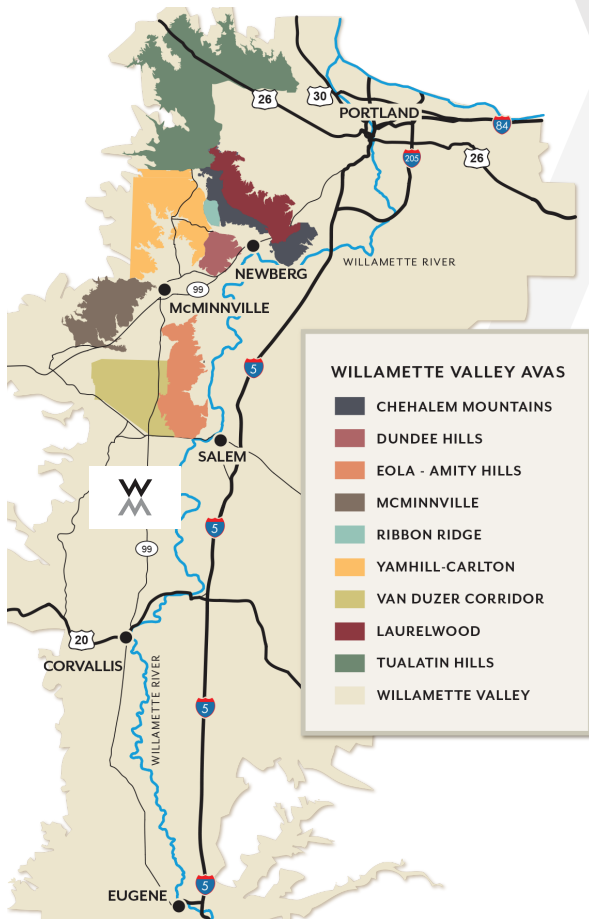 26
30
PORTLAND
84
205
26
WILLAMETTE RIVER
NEWBERG
99
McMINNVILLE
5
SALEM
W
5
99
20
CORVALLIS
WILLAMETTE RIVER
5
EUGENE
5
WILLAMETTE VALLEY AVAS
CHEHALEM MOUNTAINS
DUNDEE HILLS
EOLA - AMITY HILLS
MCMINNVILLE
RIBBON RIDGE
YAMHILL-CARLTON
VAN DUZER CORRIDOR
LAURELWOOD
TUALATIN HILLS
WILLAMETTE VALLEY